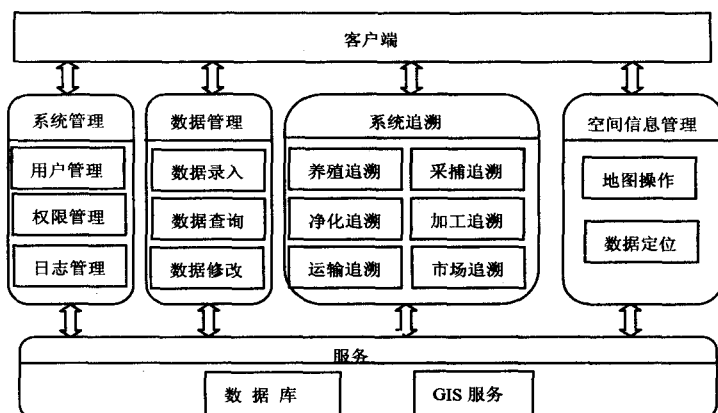 客户端
系统管理
用户管理
权限管理
日志管理
数据管理
数据录入
数据查询
数据修改
系统追溯
养殖追溯 采捕追溯
净化追溯 加工追溯
运输追溯 市场追溯
空间信息管理
地图操作
数据定位
服务
数据库 GIS服务